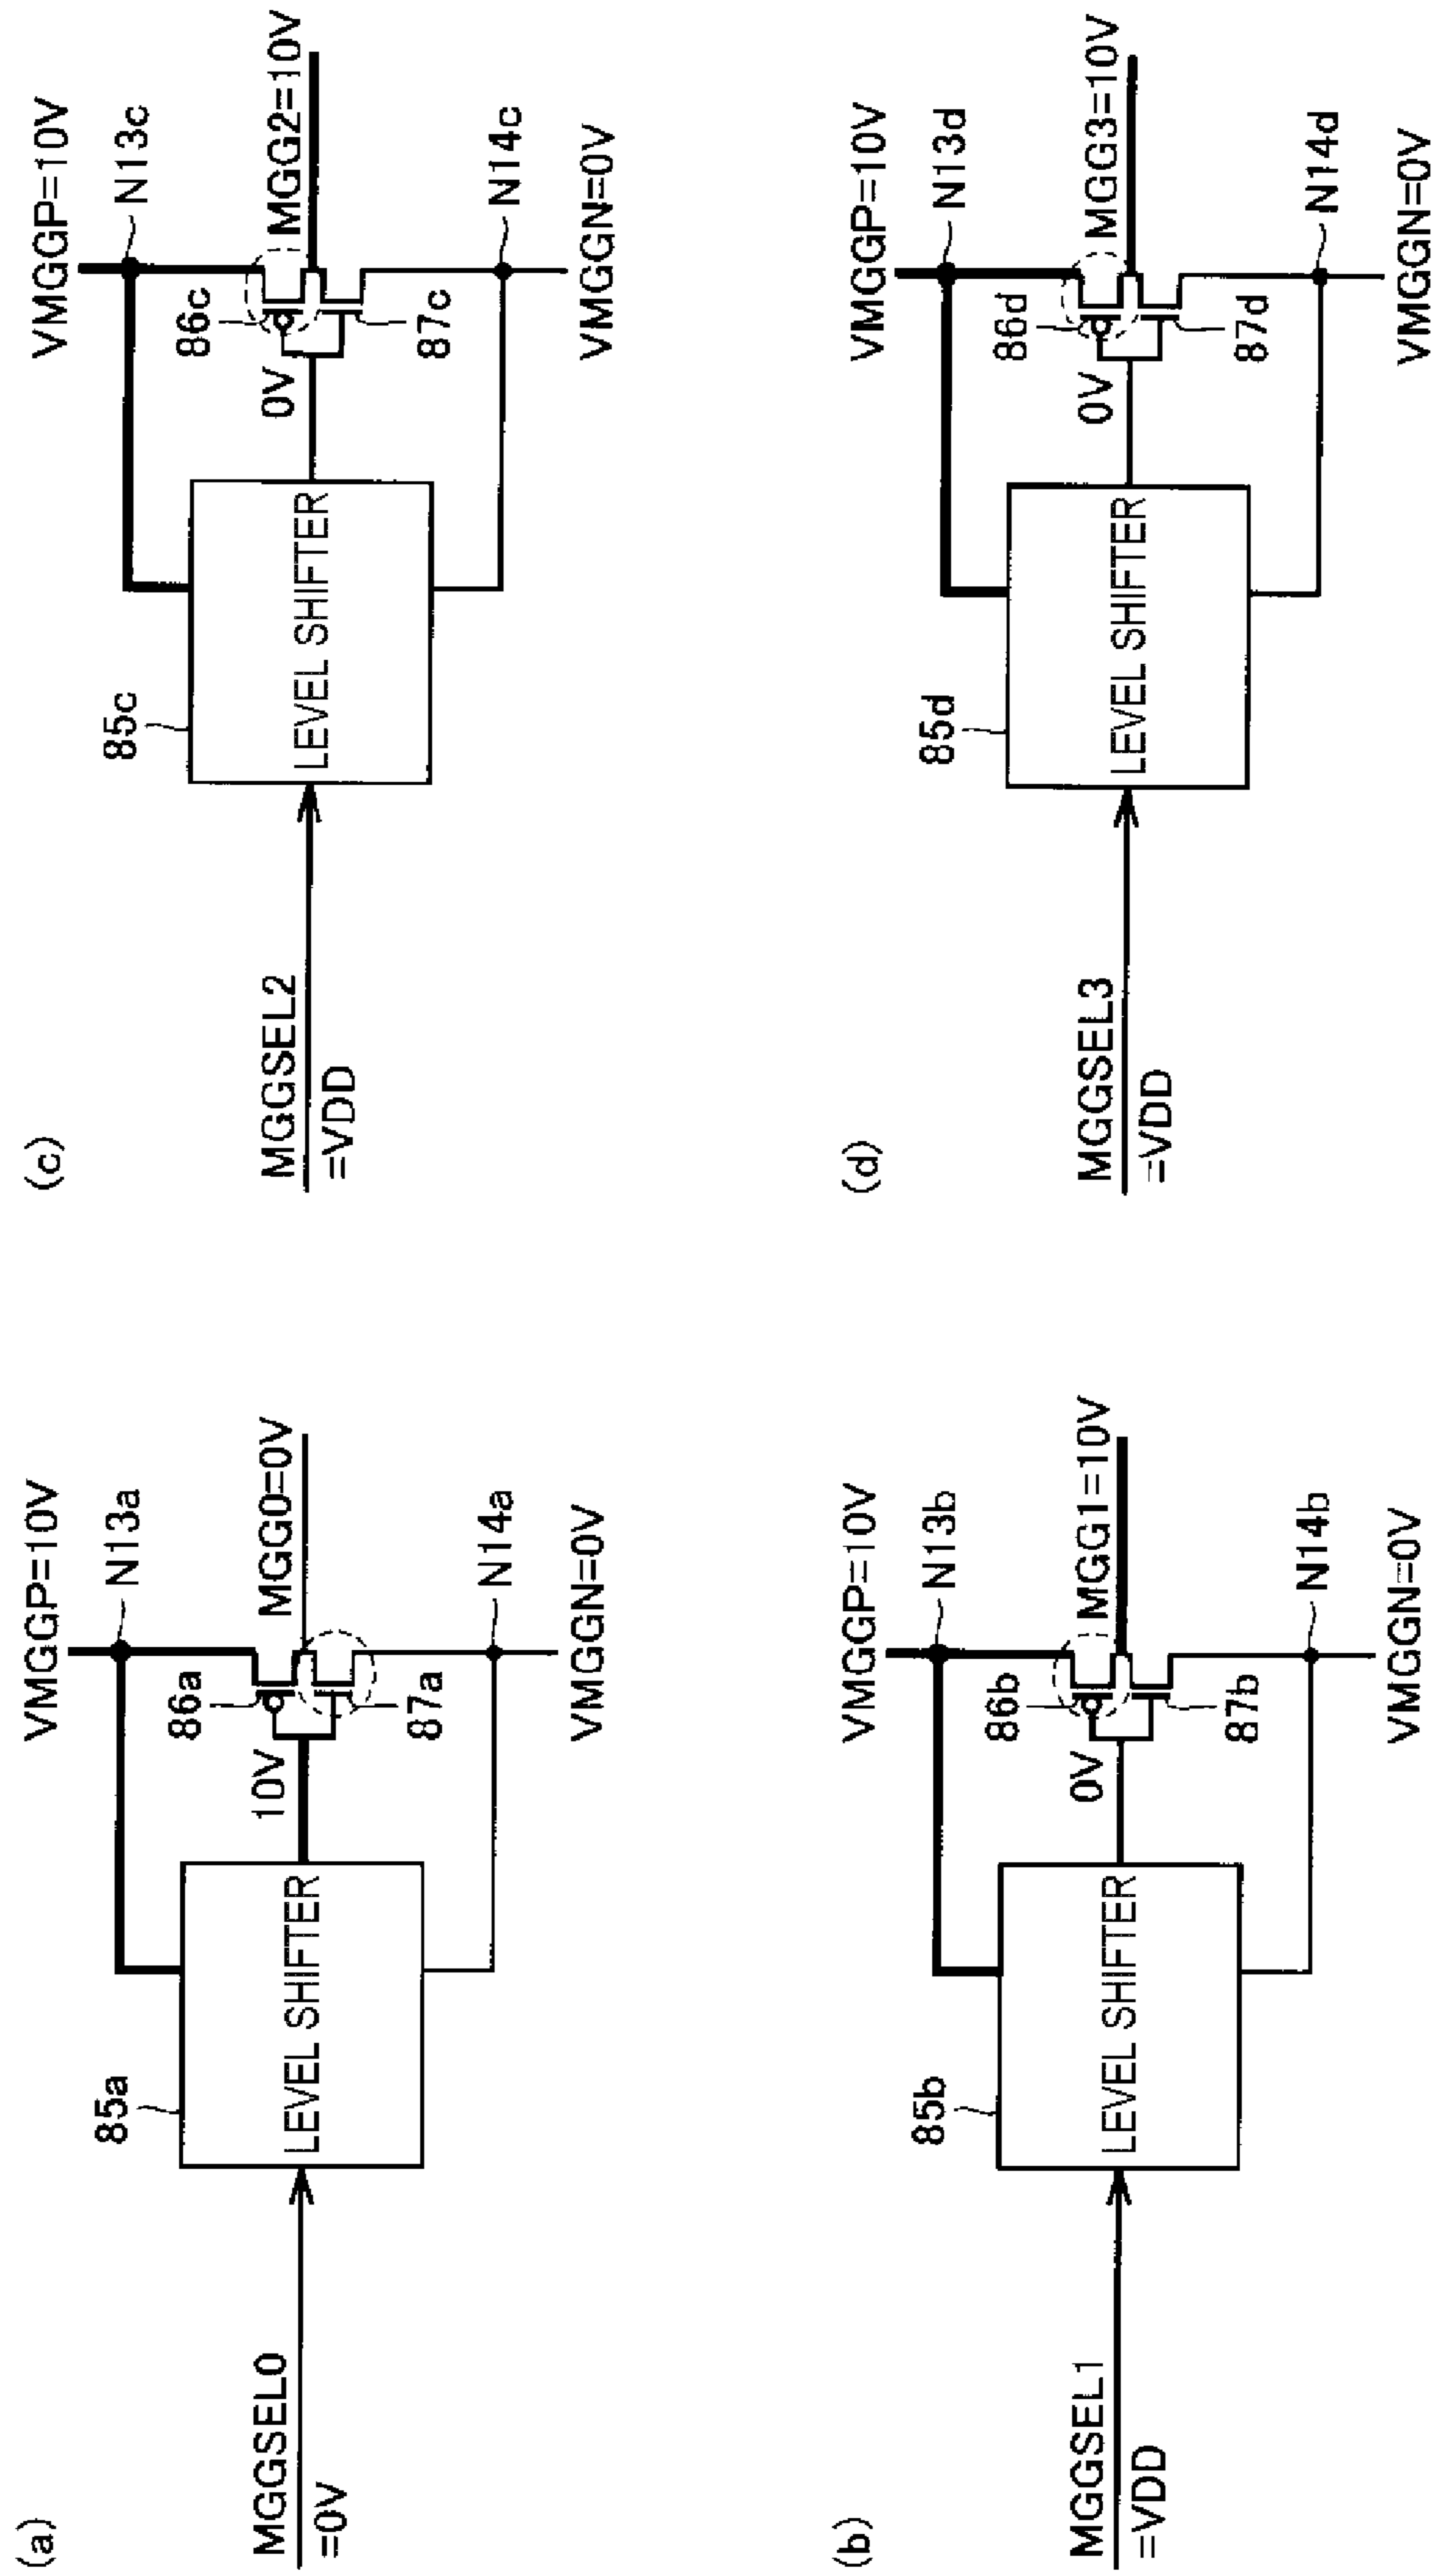 (a)
VMGGP=10V
N13a
86a
MGG0=0V
10V
85a
LEVEL SHIFTER
MGGSEL0
=0V
87a
N14a
VMGGN=0V
(b)
VMGGP=10V
N13b
86b
MGG1=10V
0V
85b
LEVEL SHIFTER
MGGSEL1
=VDD
87b
N14b
VMGGN=0V
(c)
VMGGP=10V
N13c
86c
MGG2=10V
0V
85c
LEVEL SHIFTER
MGGSEL2
=VDD
87c
N14c
VMGGN=0V
(d)
VMGGP=10V
N13d
86d
MGG3=10V
0V
85d
LEVEL SHIFTER
MGGSEL3
=VDD
87d
N14d
VMGGN=0V